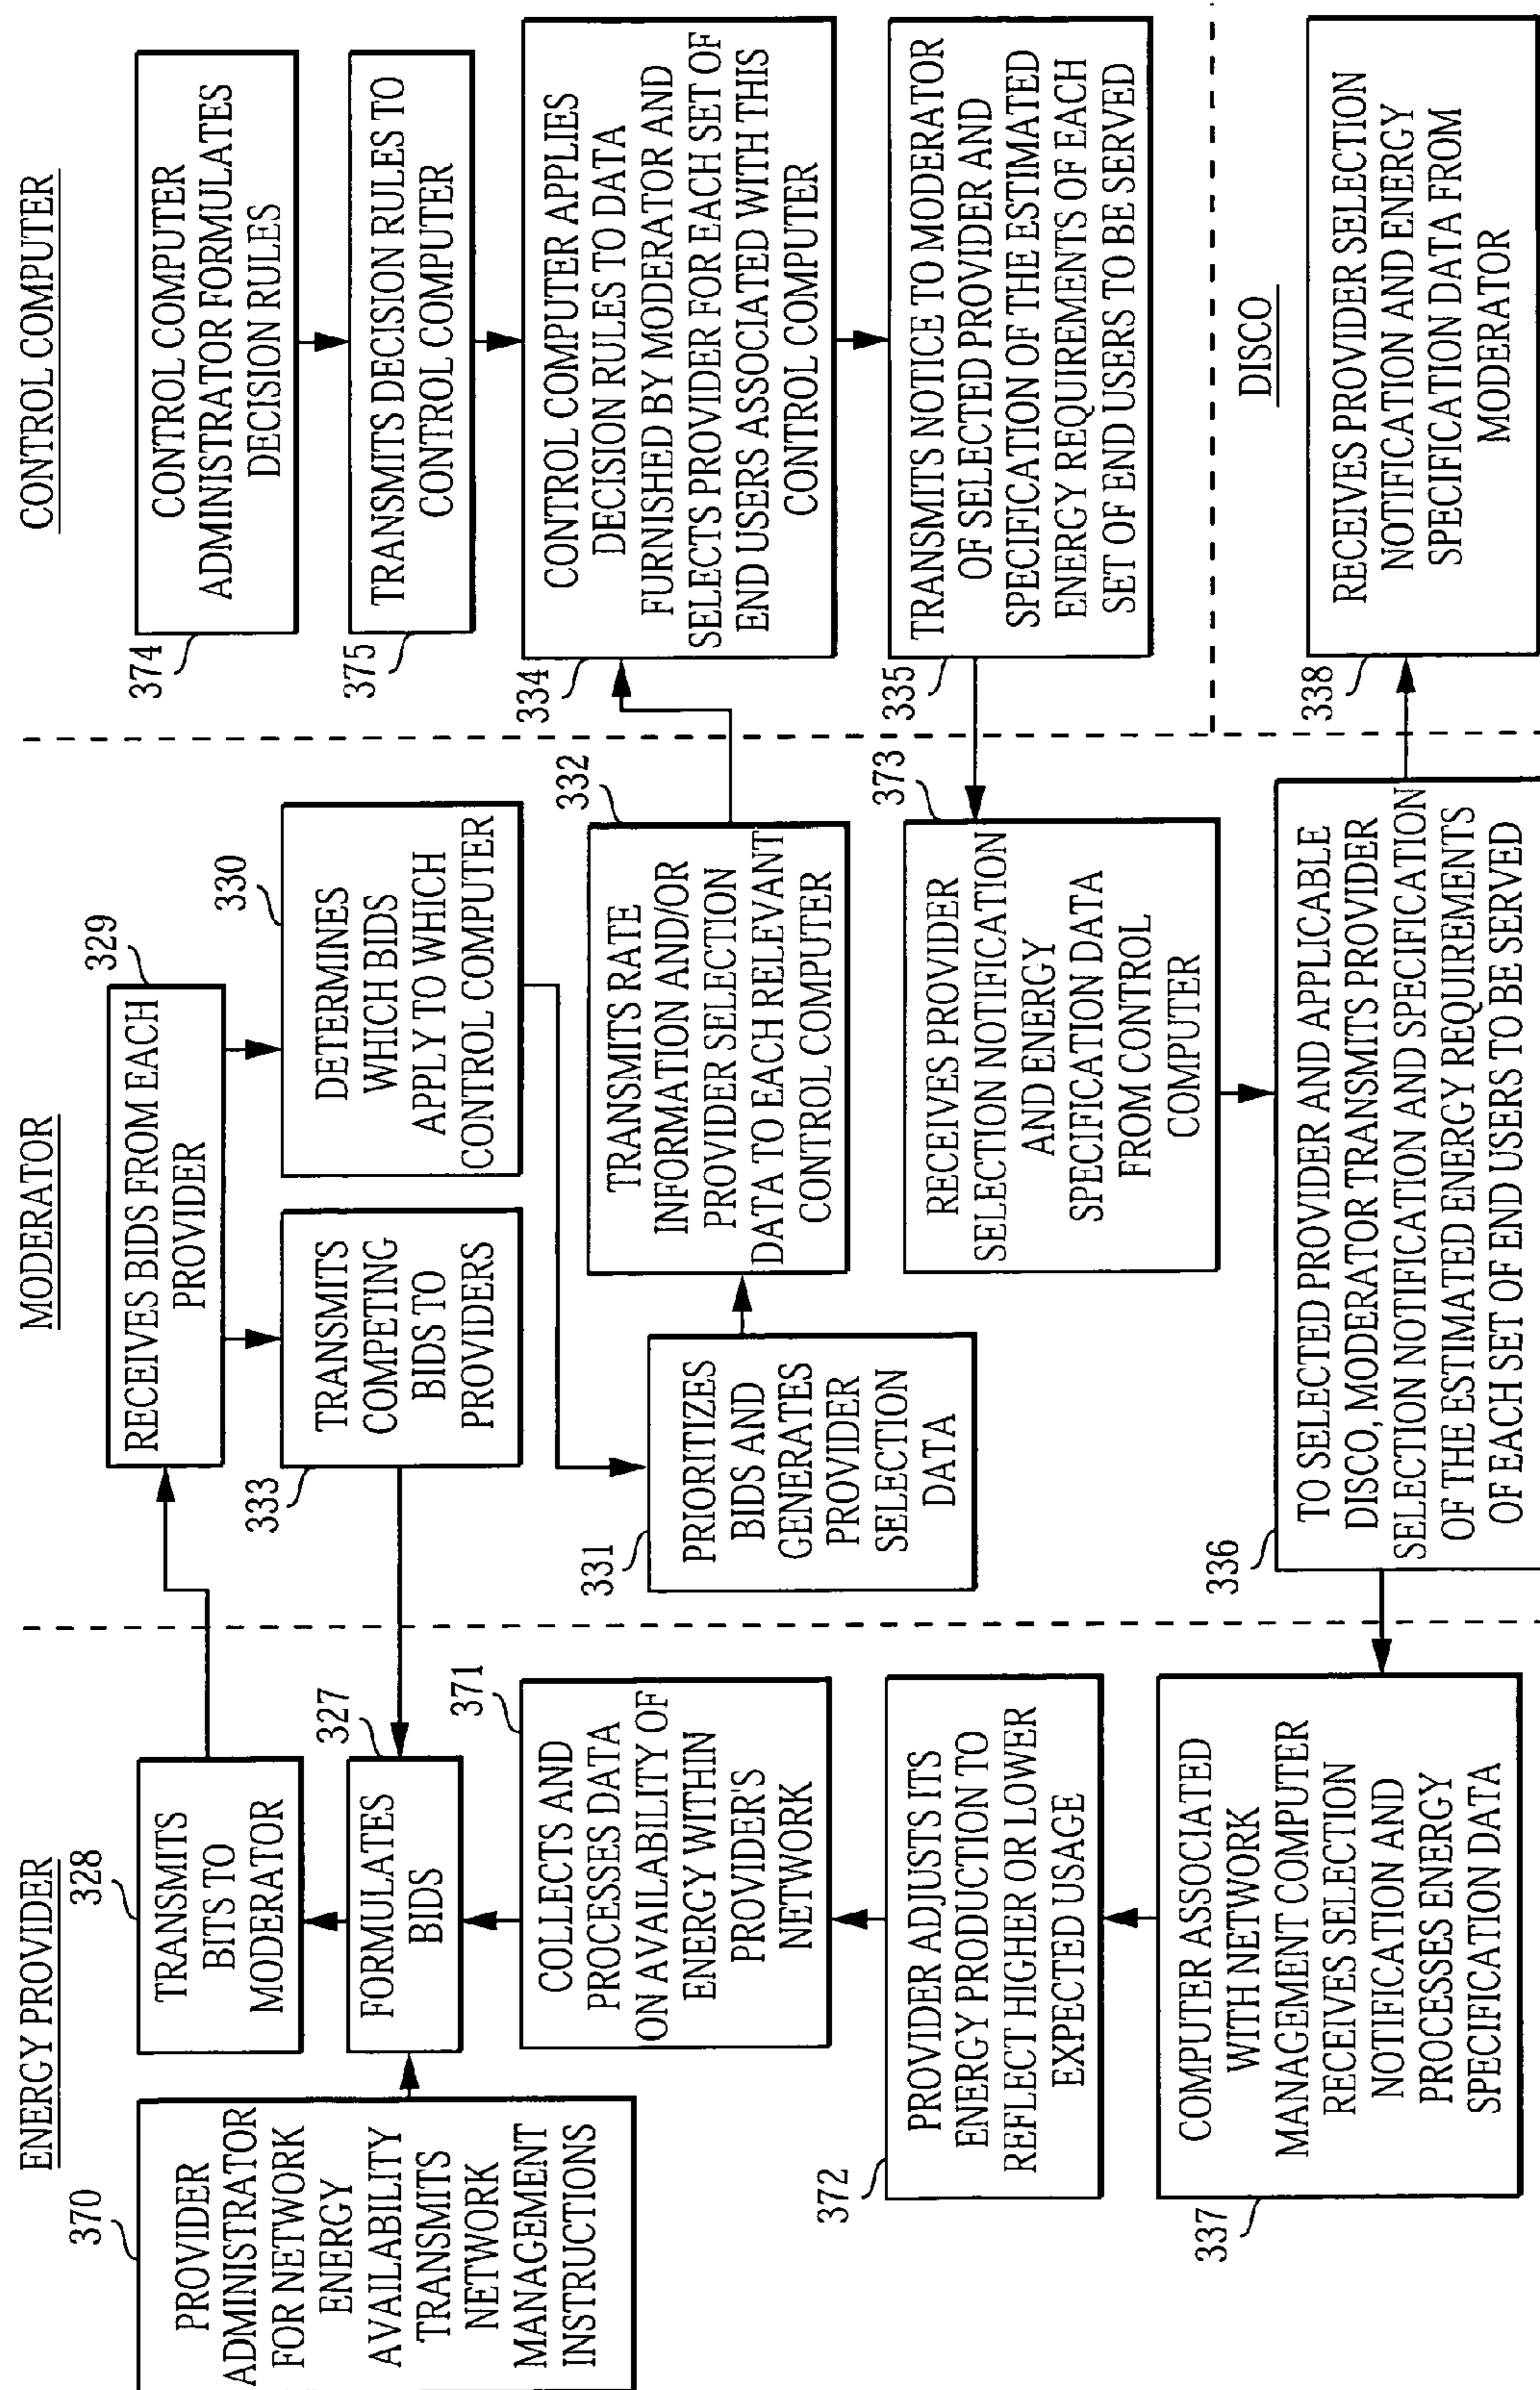 ENERGY PROVIDER
370
PROVIDER
ADMINISTRATOR
FOR NETWORK
ENERGY
AVAILABILITY
TRANSMITS
NETWORK
MANAGEMENT
INSTRUCTIONS
328
TRANSMITS
BITS TO
MODERATOR
327
FORMULATES
BIDS
371
COLLECTS AND
PROCESSES DATA
ON AVAILABILITY OF
ENERGY WITHIN
PROVIDER'S
NETWORK
372
PROVIDER ADJUSTS ITS
ENERGY PRODUCTION TO
REFLECT HIGHER OR LOWER
EXPECTED USAGE
337
COMPUTER ASSOCIATED
WITH NETWORK
MANAGEMENT COMPUTER
RECEIVES SELECTION
NOTIFICATION AND
PROCESSES ENERGY
SPECIFICATION DATA
MODERATOR
329
RECEIVES BIDS FROM EACH
PROVIDER
333
TRANSMITS
COMPETING
BIDS TO
PROVIDERS
330
DETERMINES
WHICH BIDS
APPLY TO WHICH
CONTROL COMPUTER
331
PRIORITIZES
BIDS AND
GENERATES
PROVIDER
SELECTION
DATA
332
TRANSMITS RATE
INFORMATION AND/OR
PROVIDER SELECTION
DATA TO EACH RELEVANT
CONTROL COMPUTER
373
RECEIVES PROVIDER
SELECTION NOTIFICATION
AND ENERGY
SPECIFICATION DATA
FROM CONTROL
COMPUTER
336
TO SELECTED PROVIDER AND APPLICABLE
DISCO, MODERATOR TRANSMITS PROVIDER
SELECTION NOTIFICATION AND SPECIFICATION
OF THE ESTIMATED ENERGY REQUIREMENTS
OF EACH SET OF END USERS TO BE SERVED
CONTROL COMPUTER
374
CONTROL COMPUTER
ADMINISTRATOR FORMULATES
DECISION RULES
375
TRANSMITS DECISION RULES TO
CONTROL COMPUTER
334
CONTROL COMPUTER APPLIES
DECISION RULES TO DATA
FURNISHED BY MODERATOR AND
SELECTS PROVIDER FOR EACH SET OF
END USERS ASSOCIATED WITH THIS
CONTROL COMPUTER
335
TRANSMITS NOTICE TO MODERATOR
OF SELECTED PROVIDER AND
SPECIFICATION OF THE ESTIMATED
ENERGY REQUIREMENTS OF EACH
SET OF END USERS TO BE SERVED
DISCO
338
RECEIVES PROVIDER SELECTION
NOTIFICATION AND ENERGY
SPECIFICATION DATA FROM
MODERATOR